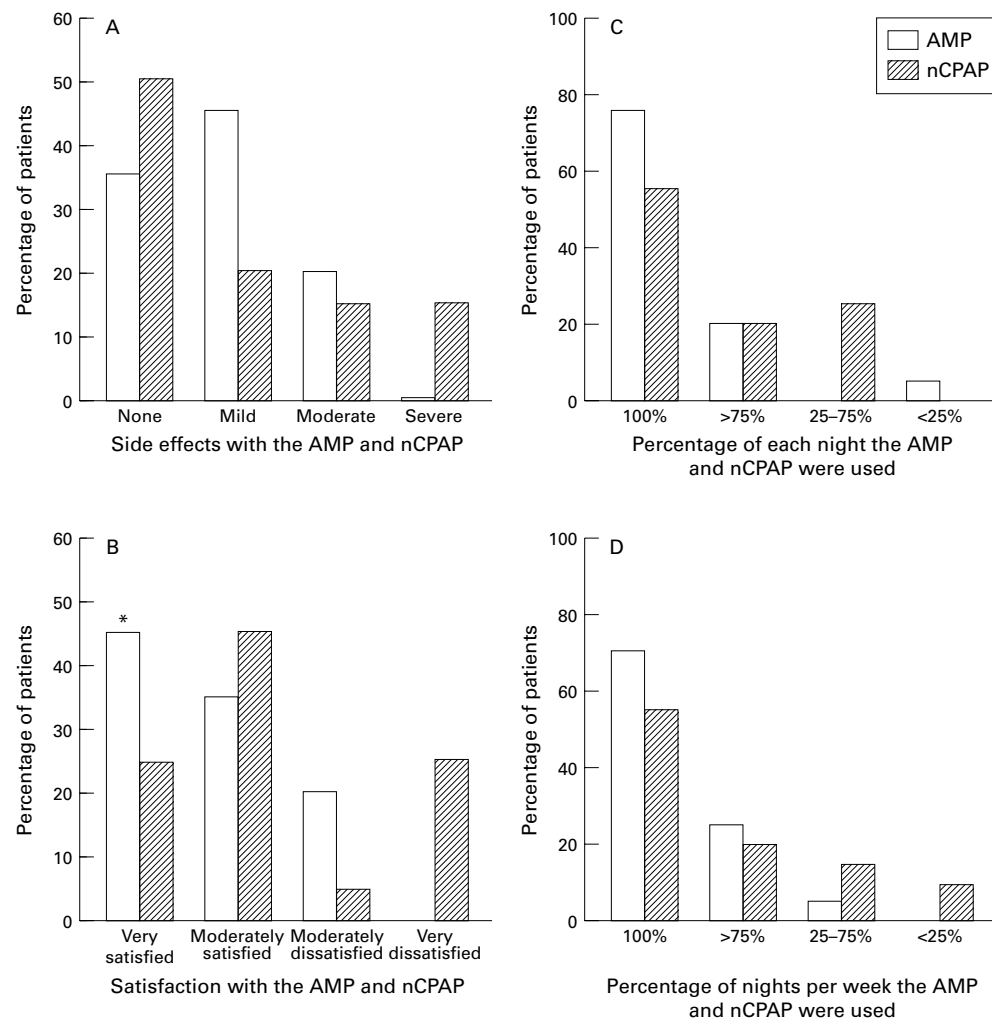 A
60
50
40
30
20
10
0
Percentage of patients
None Mild Moderate Severe
Side effects with the AMP and nCPAP
C
100
80
60
40
20
0
Percentage of patients
AMP
nCPAP
100% >75% 25–75% <25%
Percentage of each night the AMP
and nCPAP were used
B
60
50
40
30
20
10
0
Percentage of patients
*
Very Moderately Moderately Very
satisfied satisfied dissatisfied dissatisfied
Satisfaction with the AMP and nCPAP
D
100
80
60
40
20
0
Percentage of patients
100% >75% 25–75% <25%
Percentage of nights per week the AMP
and nCPAP were used